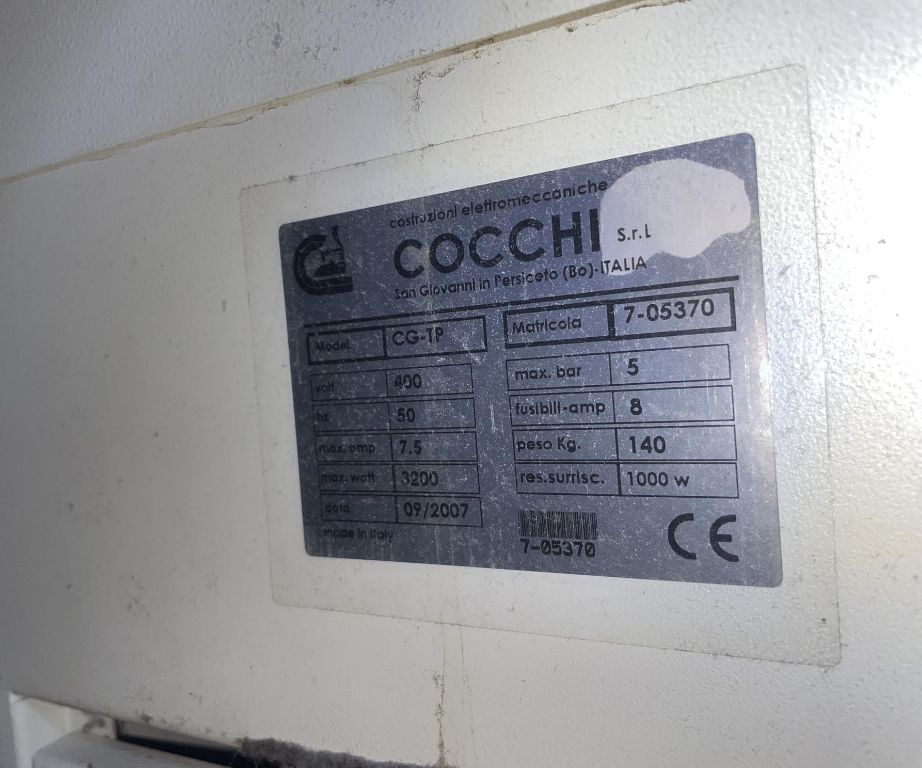 costruzioni elettromeccaniche
COCCHI S.r.L
San Giovanni in Persiceto (Bo)-ITALIA
Model. CG-TP
Matricola 7-05370
volt 400
max. bar 5
hz 50
fusibili-amp 8
max. amp 7.5
peso Kg. 140
max. watt 3200
res.surrisc. 1000 w
data 09/2007
made in Italy
7-05370
CE